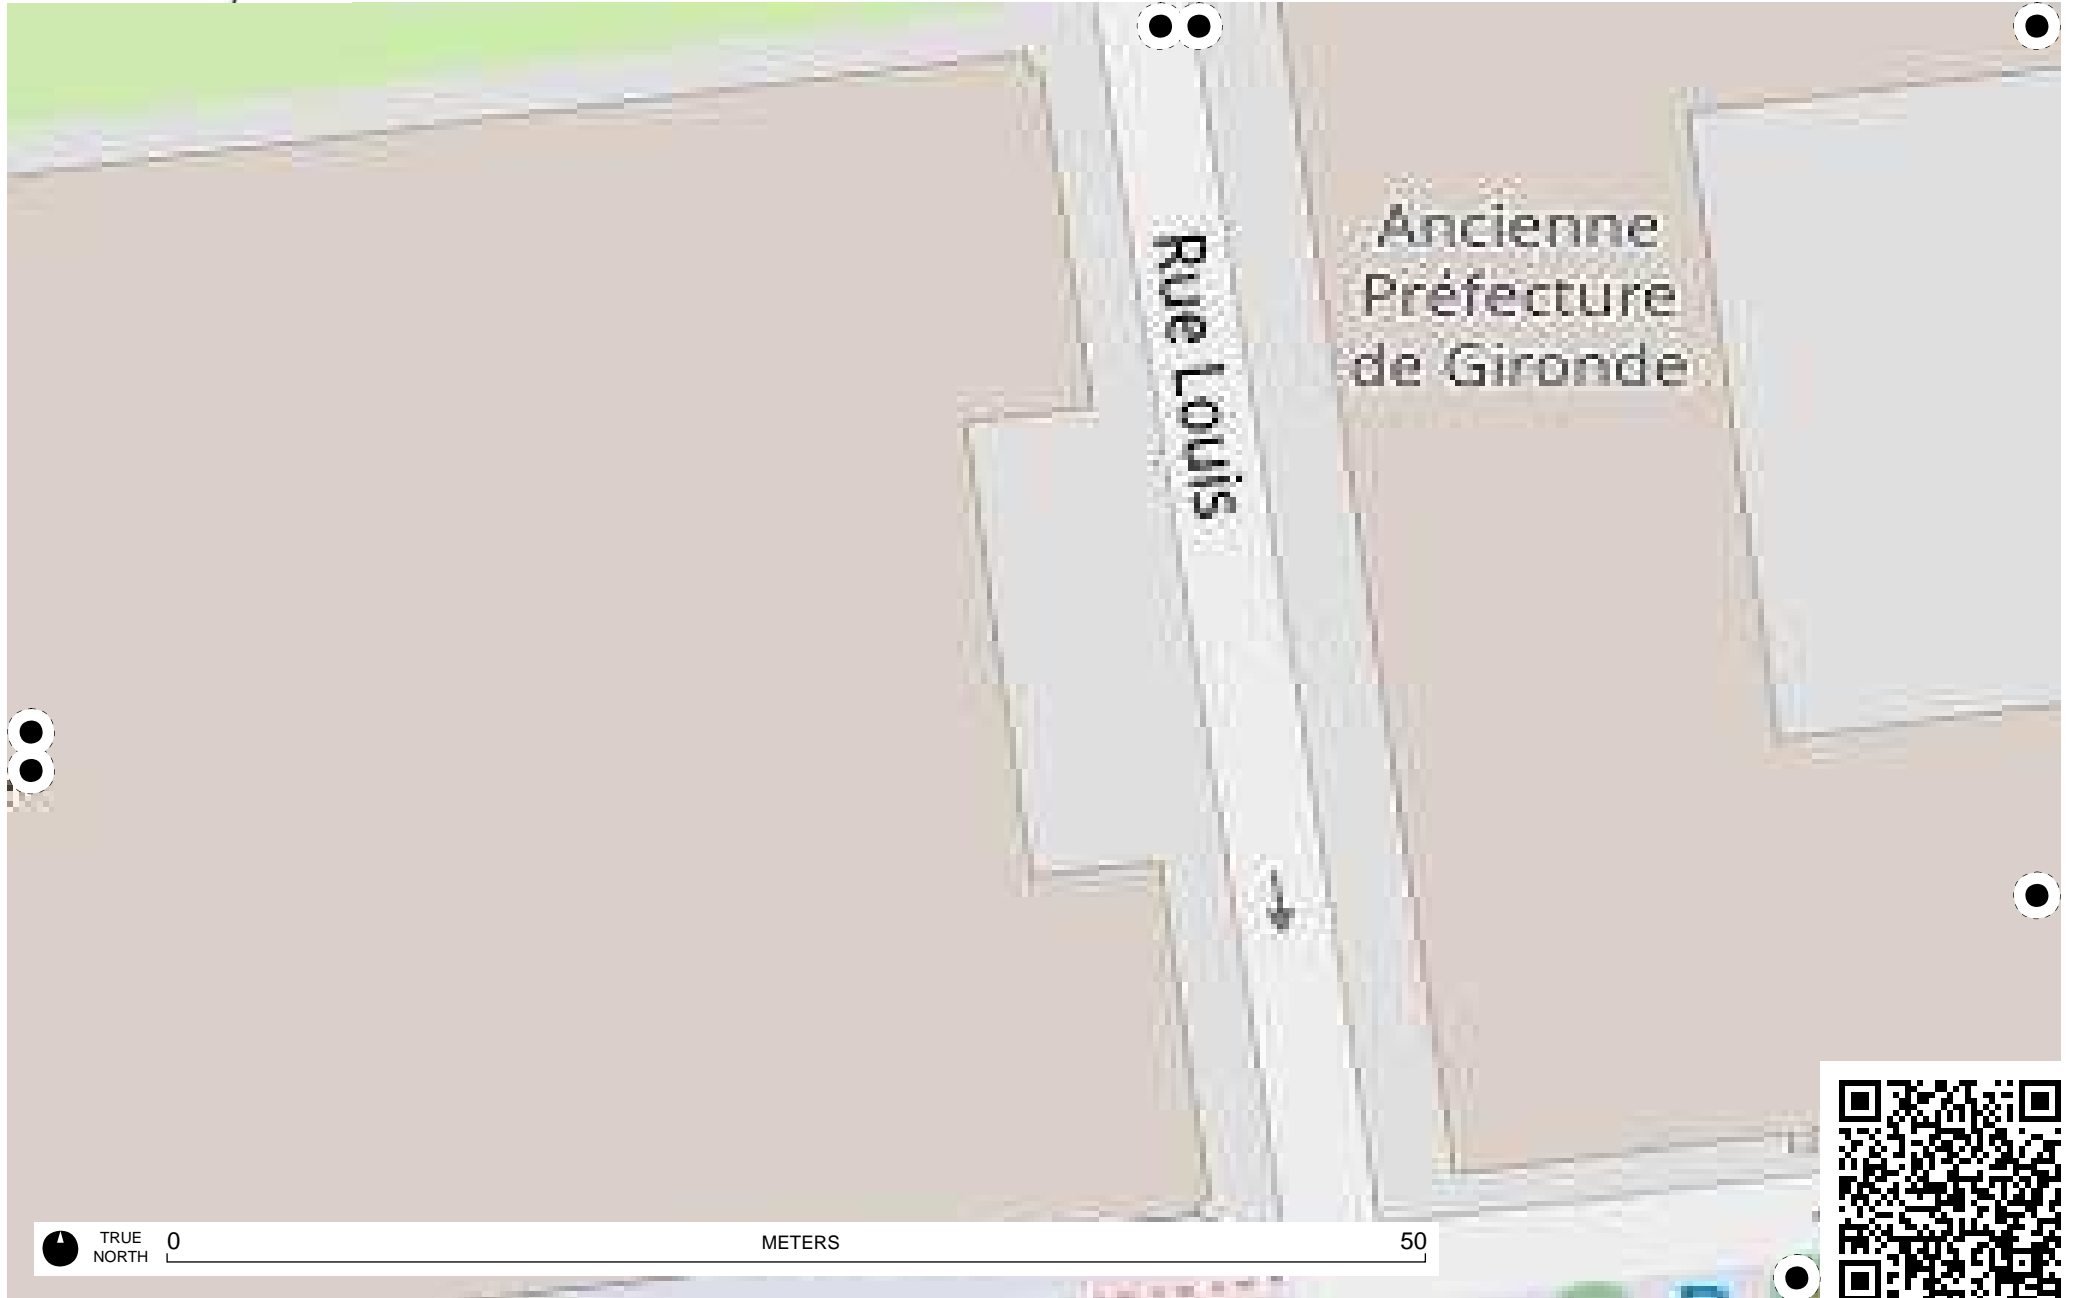 Rue Louis
Ancienne
Préfecture
de Gironde
TRUE
NORTH
0
METERS
50